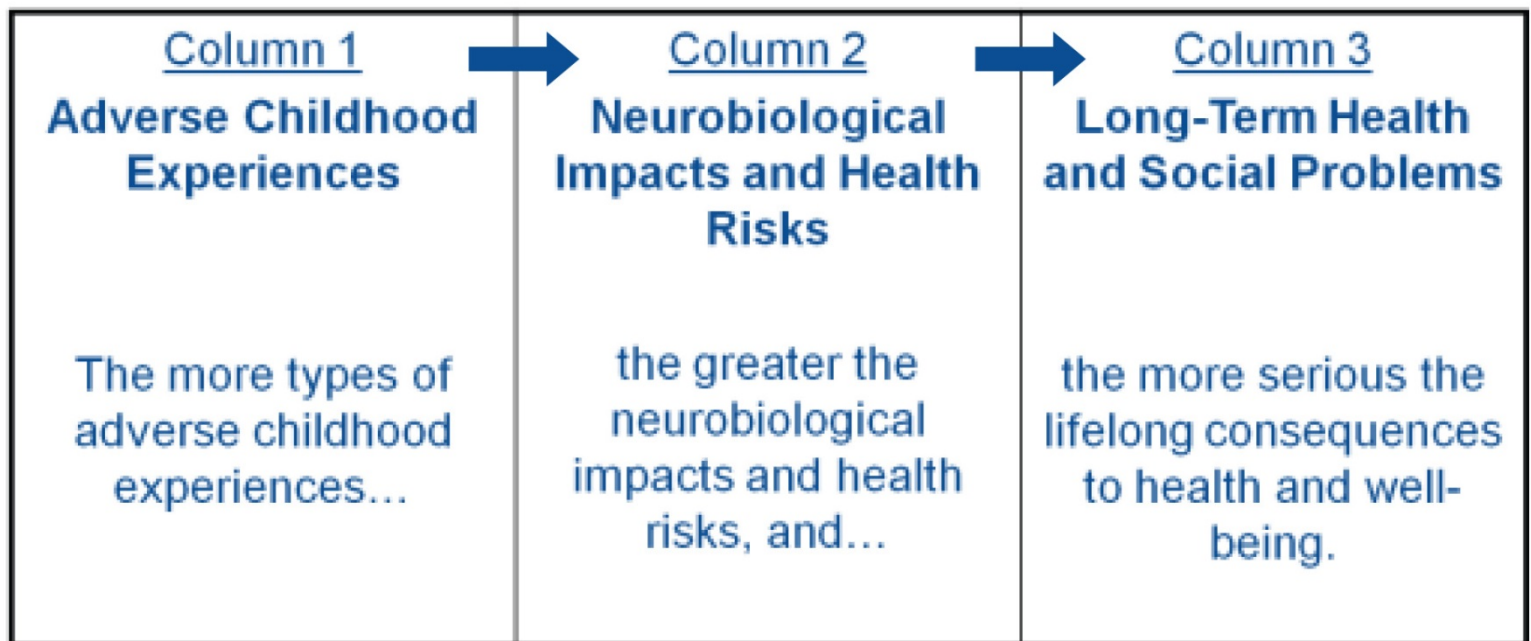 Column 1
Adverse Childhood
Experiences
The more types of
adverse childhood
experiences…
Column 2
Neurobiological
Impacts and Health
Risks
the greater the
neurobiological
impacts and health
risks, and…
Column 3
Long-Term Health
and Social Problems
the more serious the
lifelong consequences
to health and well-
being.